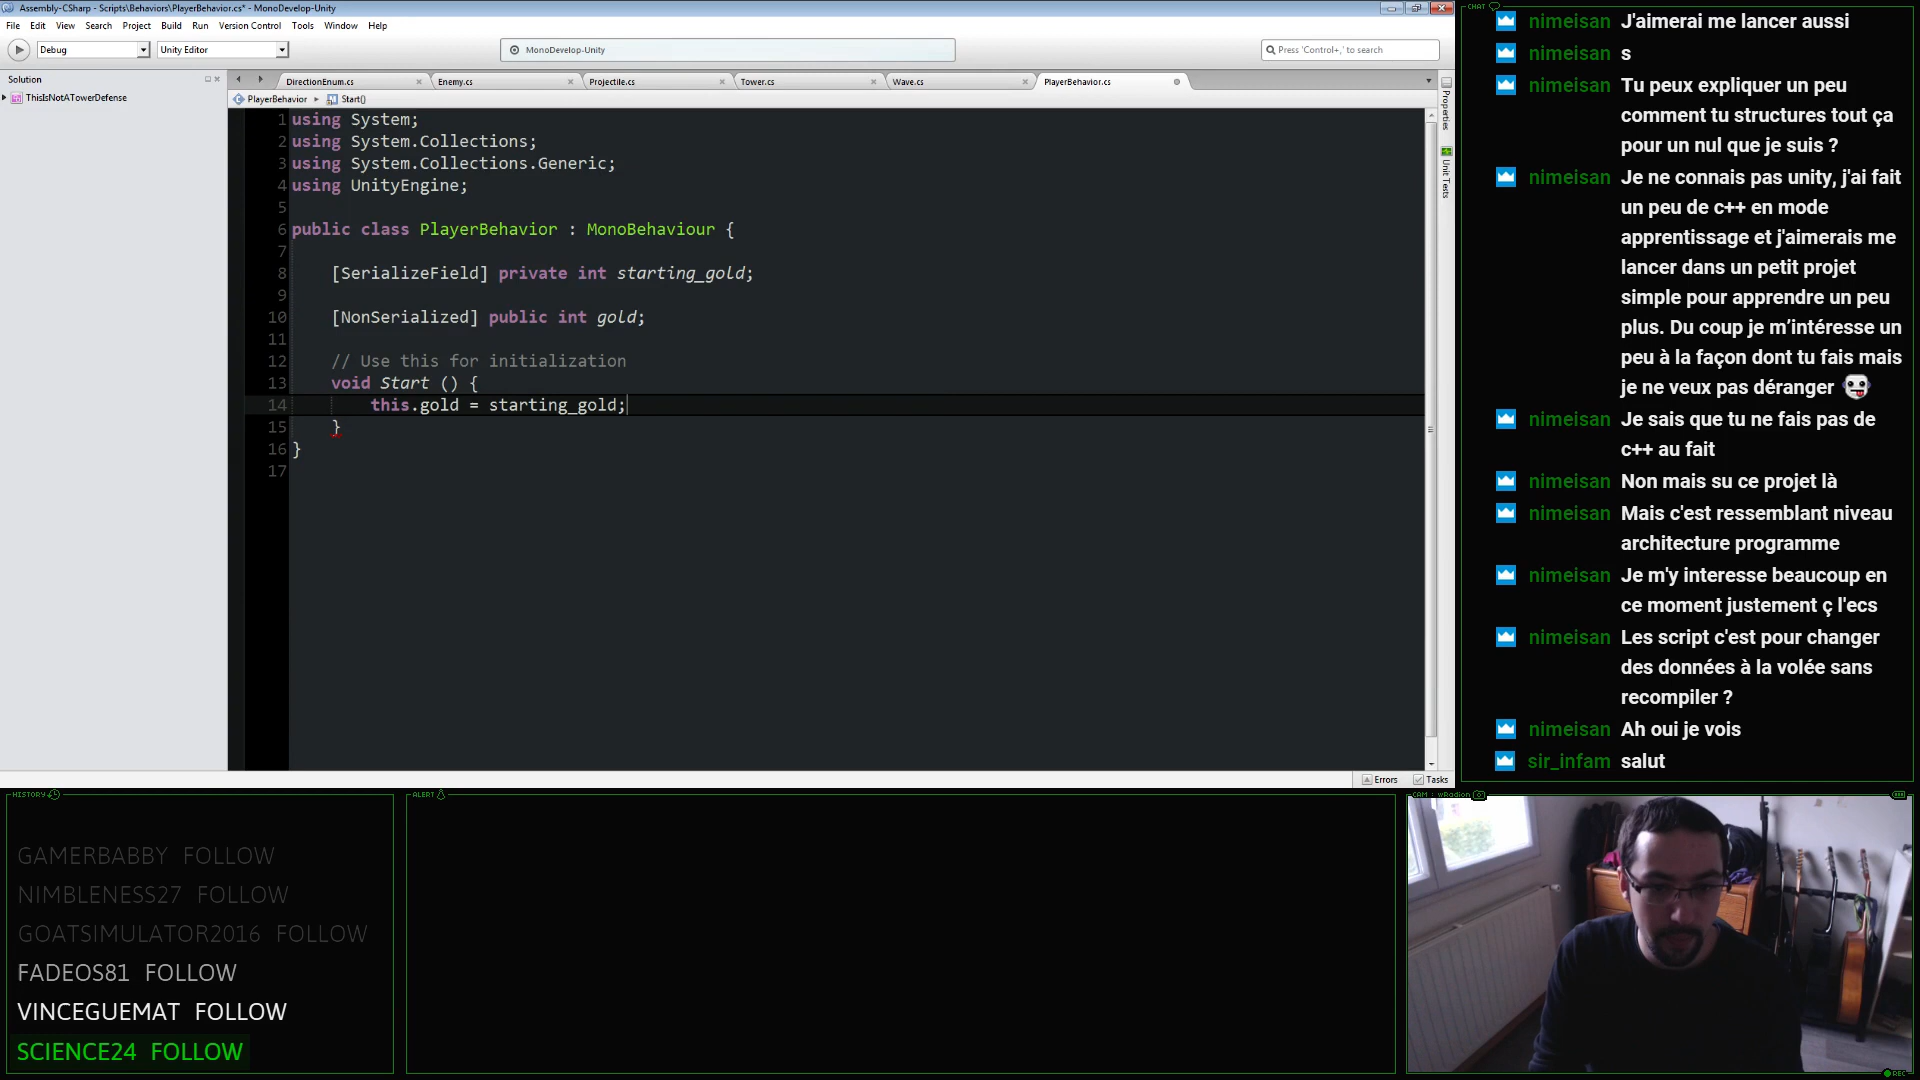 Assembly-CSharp - Scripts\Behaviors\PlayerBehavior.cs* - MonoDevelop-Unity
File Edit View Search Project Build Run Version Control Tools Window Help
Debug Unity Editor MonoDevelop-Unity Press 'Control+,' to search
Solution
ThisIsNotATowerDefense
DirectionEnum.cs Enemy.cs Projectile.cs Tower.cs Wave.cs PlayerBehavior.cs
PlayerBehavior Start()
1 using System;
2 using System.Collections;
3 using System.Collections.Generic;
4 using UnityEngine;
5
6 public class PlayerBehavior : MonoBehaviour {
7
8 [SerializeField] private int starting_gold;
9
10 [NonSerialized] public int gold;
11
12 // Use this for initialization
13 void Start () {
14 this.gold = starting_gold;
15 }
16 }
17
Properties
Unit Tests
Errors Tasks
CHAT
nimeisan J'aimerai me lancer aussi
nimeisan s
nimeisan Tu peux expliquer un peu
comment tu structures tout ça
pour un nul que je suis ?
nimeisan Je ne connais pas unity, j'ai fait
un peu de c++ en mode
apprentissage et j'aimerais me
lancer dans un petit projet
simple pour apprendre un peu
plus. Du coup je m'intéresse un
peu à la façon dont tu fais mais
je ne veux pas déranger
nimeisan Je sais que tu ne fais pas de
c++ au fait
nimeisan Non mais su ce projet là
nimeisan Mais c'est ressemblant niveau
architecture programme
nimeisan Je m'y interesse beaucoup en
ce moment justement ç l'ecs
nimeisan Les script c'est pour changer
des données à la volée sans
recompiler ?
nimeisan Ah oui je vois
sir_infam salut
HISTORY
GAMERBABBY FOLLOW
NIMBLENESS27 FOLLOW
GOATSIMULATOR2016 FOLLOW
FADEOS81 FOLLOW
VINCEGUEMAT FOLLOW
SCIENCE24 FOLLOW
ALERT
CAM : wRadion
REC